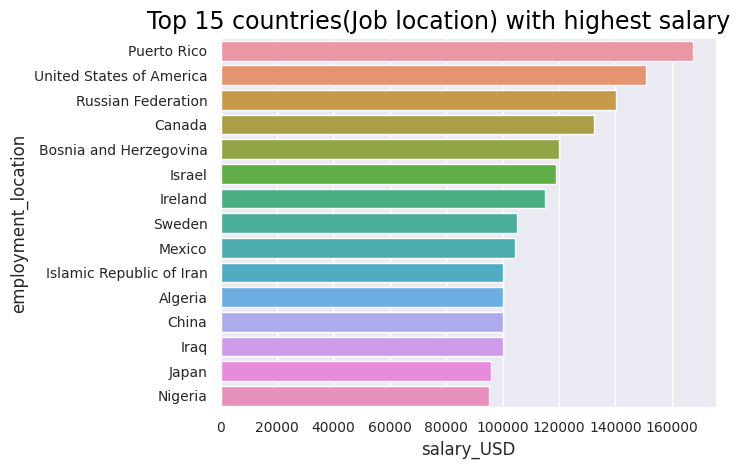 Top 15 countries(Job location) with highest salary
employment_location
Puerto Rico
United States of America
Russian Federation
Canada
Bosnia and Herzegovina
Israel
Ireland
Sweden
Mexico
Islamic Republic of Iran
Algeria
China
Iraq
Japan
Nigeria
0 20000 40000 60000 80000 100000 120000 140000 160000
salary_USD